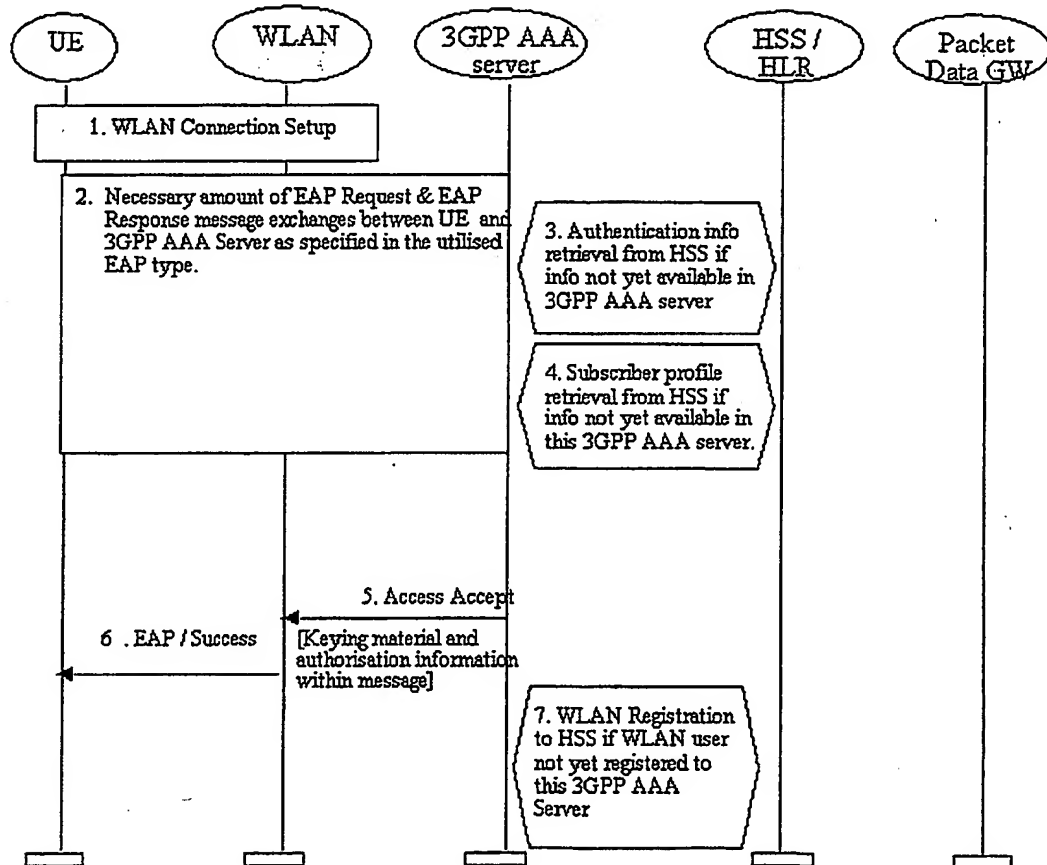 UE
WLAN
3GPP AAA
server
HSS /
HLR
Packet
Data GW
1. WLAN Connection Setup
2. Necessary amount of EAP Request & EAP
Response message exchanges between UE and
3GPP AAA Server as specified in the utilised
EAP type.
3. Authentication info
retrieval from HSS if
info not yet available in
3GPP AAA server
4. Subscriber profile
retrieval from HSS if
info not yet available in
this 3GPP AAA server.
5. Access Accept
6 . EAP / Success
[Keying material and
authorisation information
within message]
7. WLAN Registration
to HSS if WLAN user
not yet registered to
this 3GPP AAA
Server